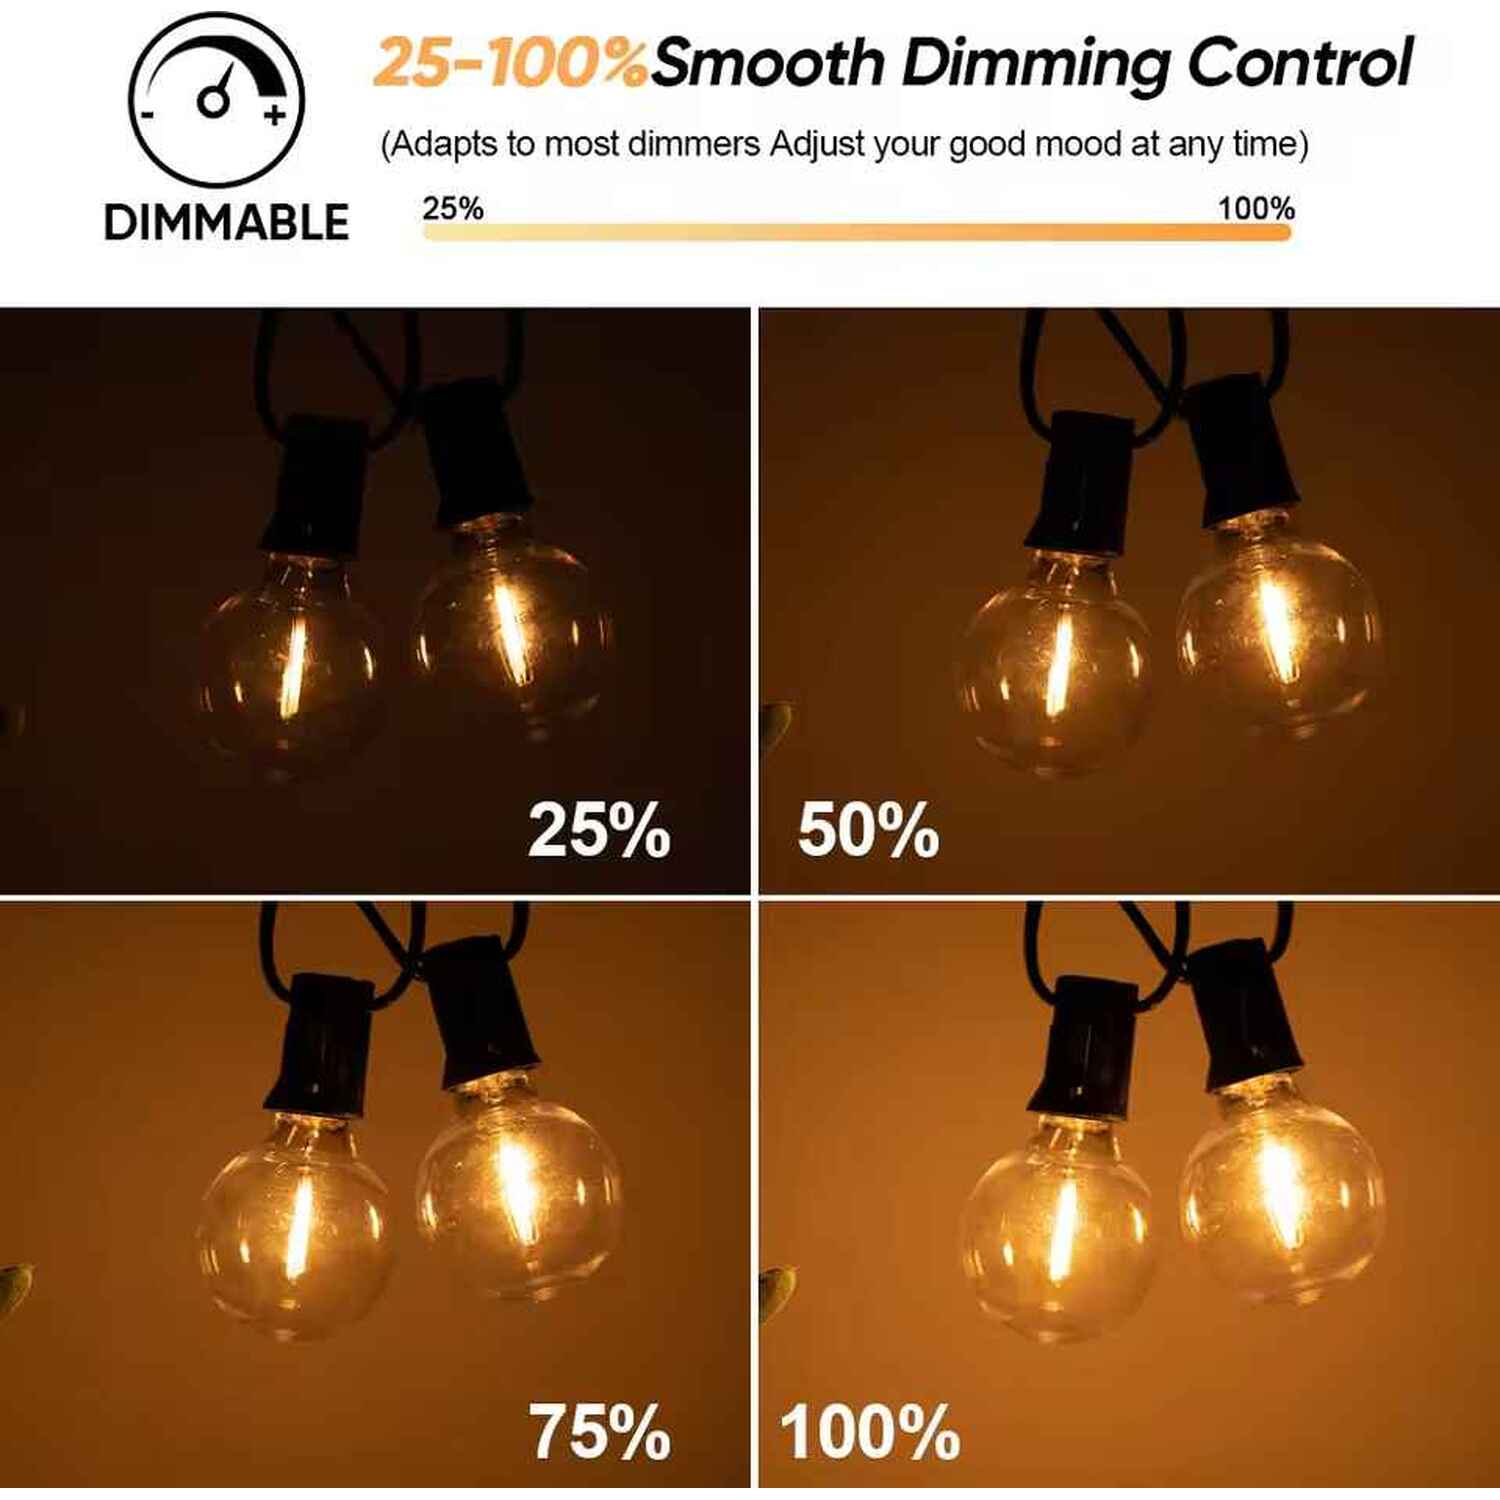 25-100%Smooth Dimming Control
(Adapts to most dimmers Adjust your good mood at any time)
- +
DIMMABLE
25% 100%
25%
50%
75%
100%